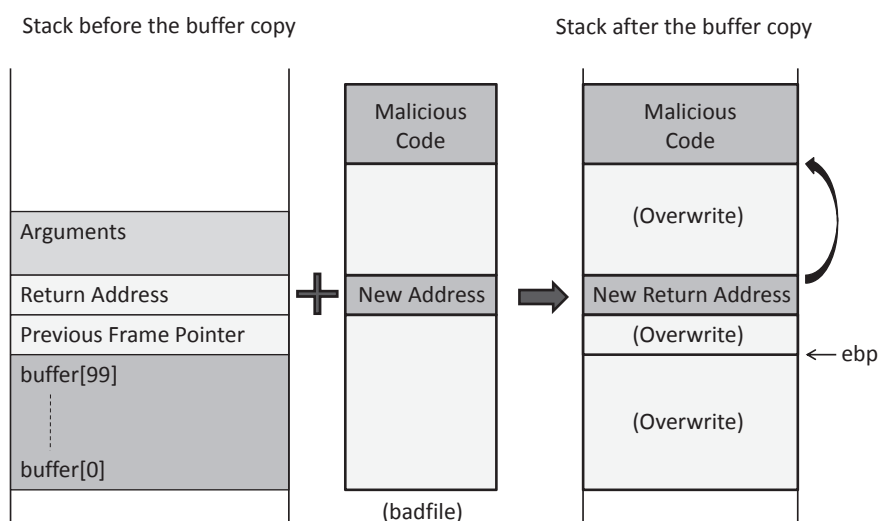 Stack before the buffer copy
Stack after the buffer copy
Malicious
Code
Malicious
Code
Arguments
(Overwrite)
Return Address
New Address
New Return Address
Previous Frame Pointer
(Overwrite)
ebp
buffer[99]
(Overwrite)
buffer[0]
(badfile)